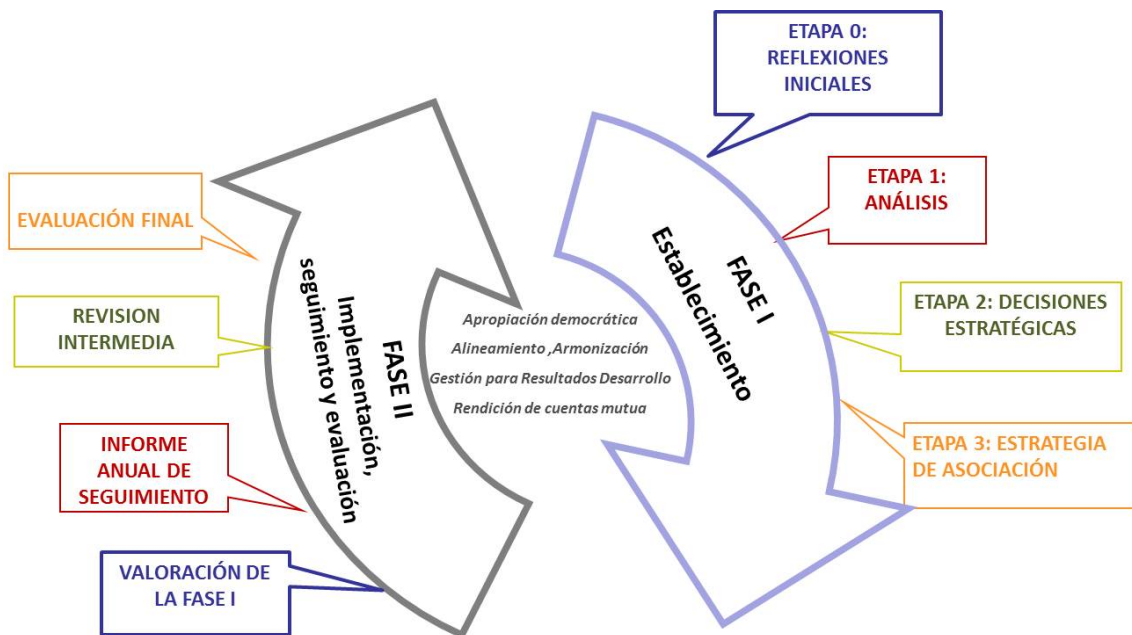 ETAPA 0:
REFLEXIONES
INICIALES
ETAPA 1:
ANÁLISIS
ETAPA 2: DECISIONES
ESTRATÉGICAS
ETAPA 3: ESTRATEGIA
DE ASOCIACIÓN
FASE I
Establecimiento
Apropiación democrática
Alineamiento ,Armonización
Gestión para Resultados Desarrollo
Rendición de cuentas mutua
FASE II
Implementación,
seguimiento y evaluación
EVALUACIÓN FINAL
REVISION
INTERMEDIA
INFORME
ANUAL DE
SEGUIMIENTO
VALORACIÓN DE
LA FASE I